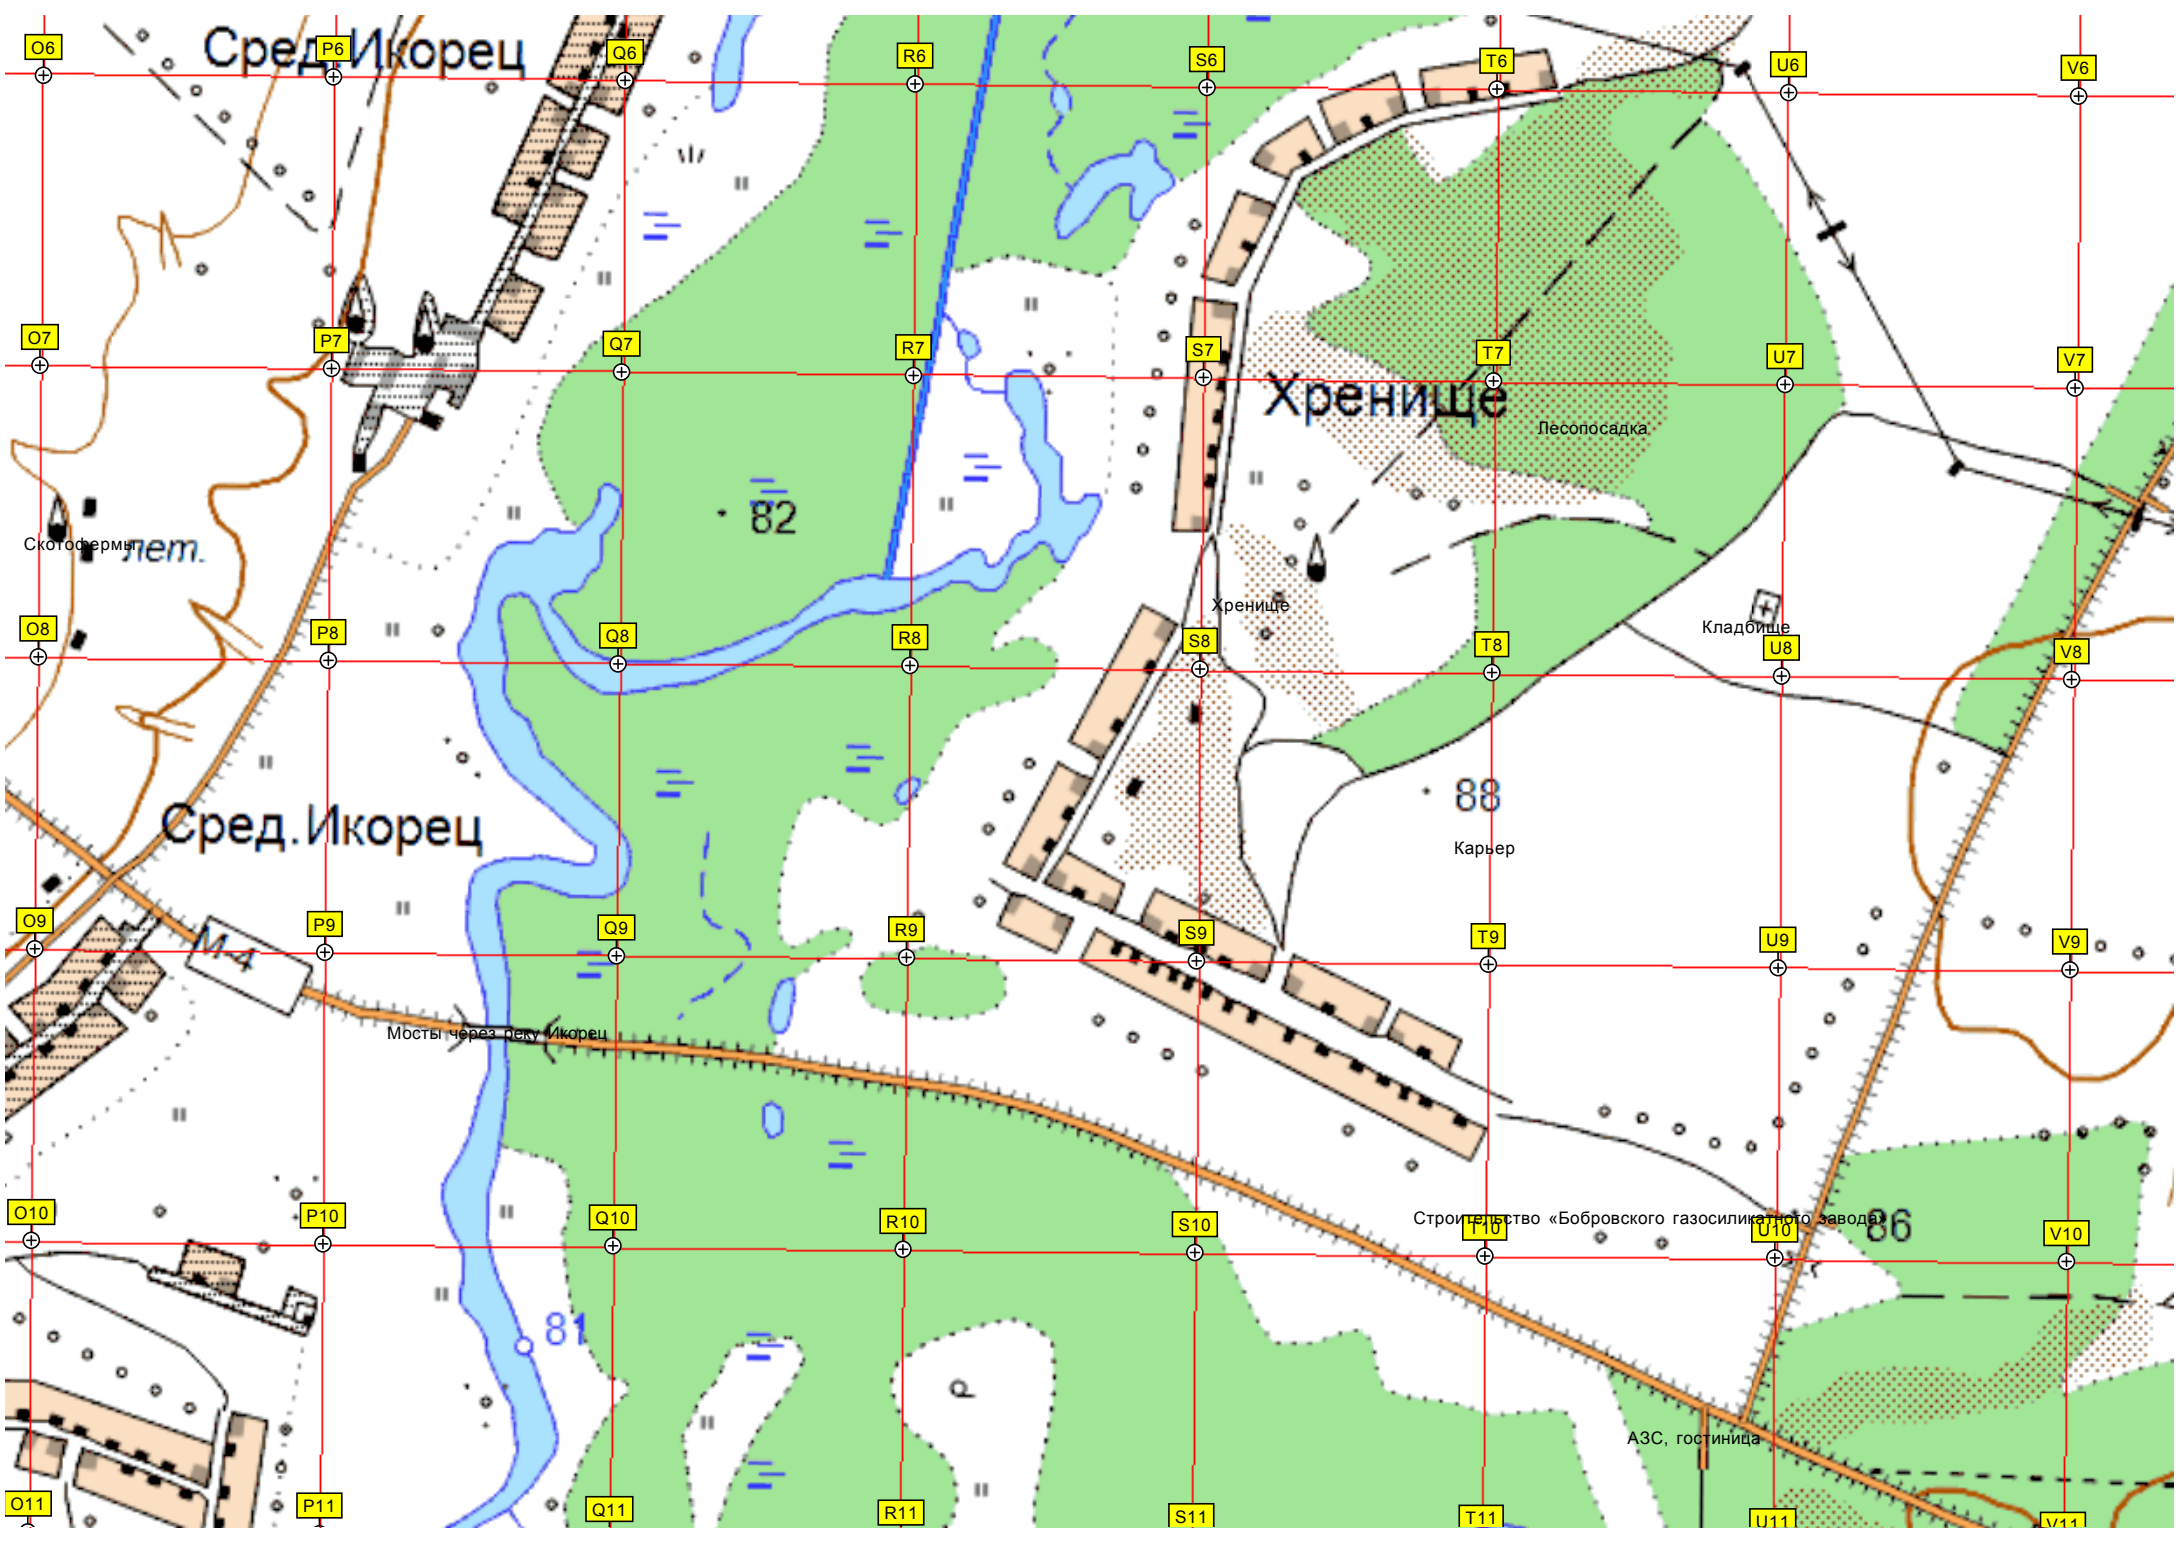 O6
P6
Q6
R6
S6
T6
U6
V6
Сред.Икорец
O7
P7
Q7
R7
S7
T7
U7
V7
Хренище
Лесопосадка
82
Скотофермы
лет.
Хренище
Кладбище
O8
P8
Q8
R8
S8
T8
U8
V8
88
Сред.Икорец
Карьер
O9
P9
Q9
R9
S9
T9
U9
V9
М-4
Мосты через реку Икорец
O10
P10
Q10
R10
S10
T10
U10
V10
Строительство «Бобровского газосиликатного завода»
86
81
АЗС, гостиница
O11
P11
Q11
R11
S11
T11
U11
V11